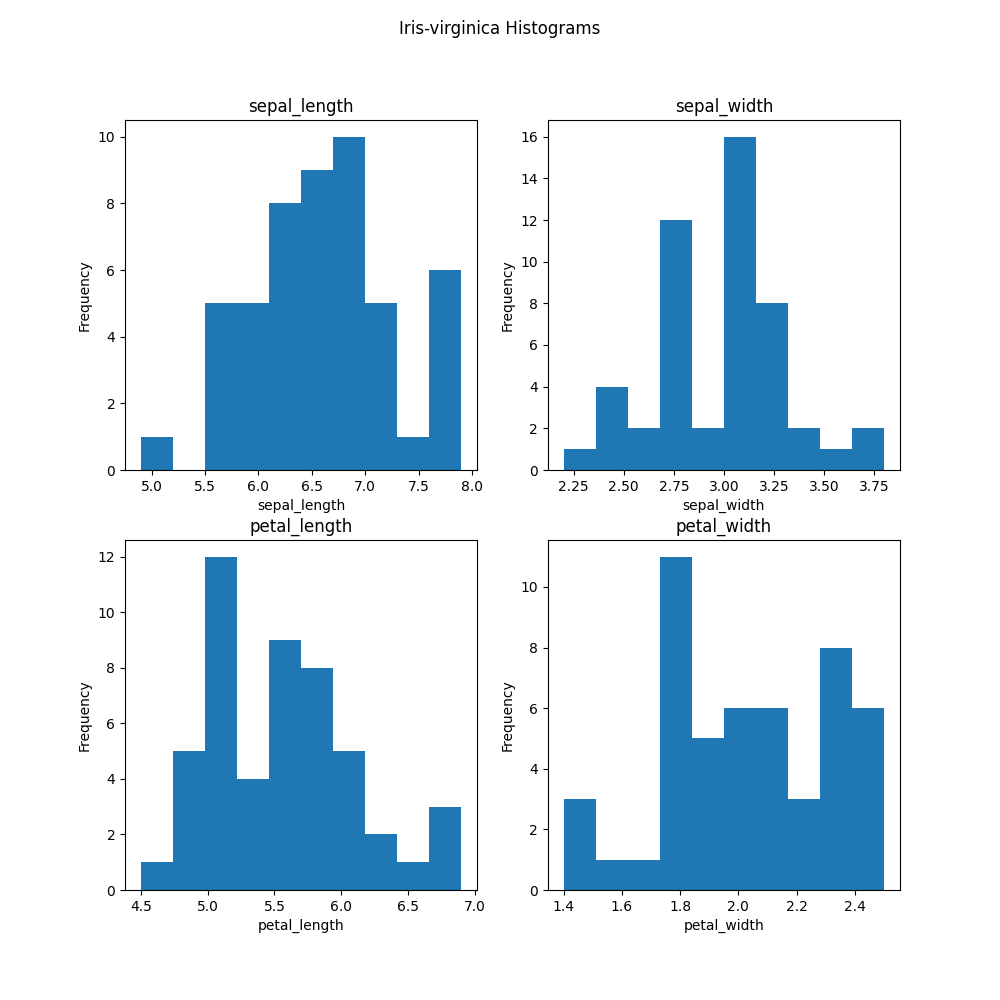 Iris-virginica Histograms
sepal_length
10
8
6
4
2
0
Frequency
5.0 5.5 6.0 6.5 7.0 7.5 8.0
sepal_length
sepal_width
16
14
12
10
8
6
4
2
0
Frequency
2.25 2.50 2.75 3.00 3.25 3.50 3.75
sepal_width
petal_length
12
10
8
6
4
2
0
Frequency
4.5 5.0 5.5 6.0 6.5 7.0
petal_length
petal_width
10
8
6
4
2
0
Frequency
1.4 1.6 1.8 2.0 2.2 2.4
petal_width